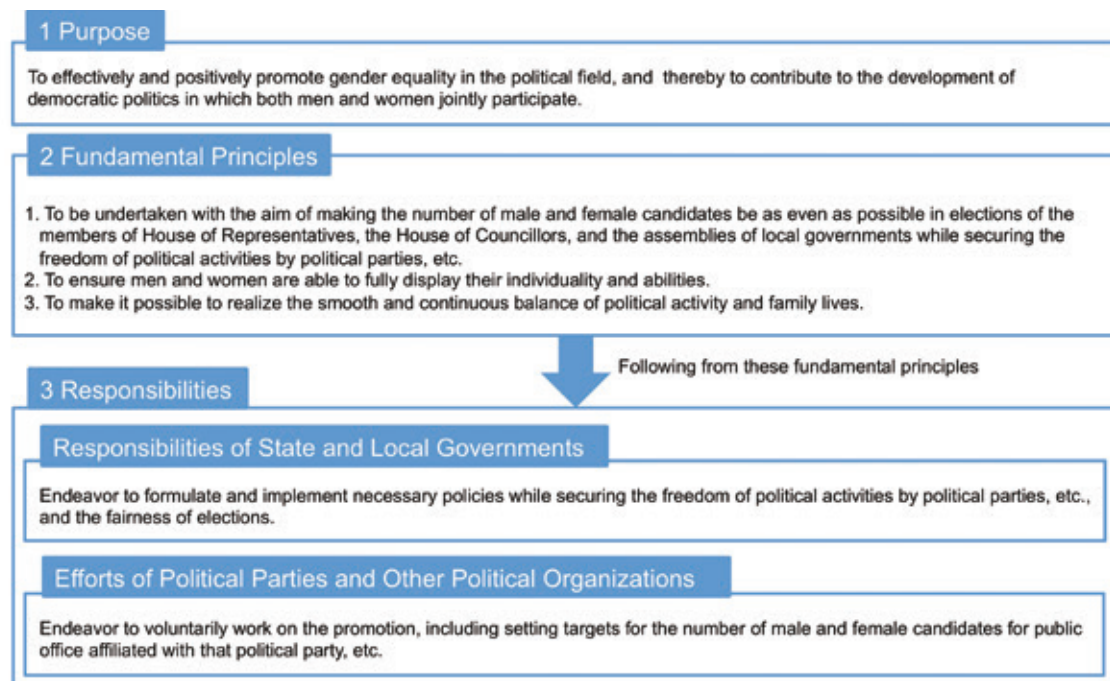 1 Purpose
To effectively and positively promote gender equality in the political field, and thereby to contribute to the development of
democratic politics in which both men and women jointly participate.
2 Fundamental Principles
1. To be undertaken with the aim of making the number of male and female candidates be as even as possible in elections of the
members of House of Representatives, the House of Councillors, and the assemblies of local governments while securing the
freedom of political activities by political parties, etc.
2. To ensure men and women are able to fully display their individuality and abilities.
3. To make it possible to realize the smooth and continuous balance of political activity and family lives.
Following from these fundamental principles
3 Responsibilities
Responsibilities of State and Local Governments
Endeavor to formulate and implement necessary policies while securing the freedom of political activities by political parties, etc.,
and the fairness of elections.
Efforts of Political Parties and Other Political Organizations
Endeavor to voluntarily work on the promotion, including setting targets for the number of male and female candidates for public
office affiliated with that political party, etc.